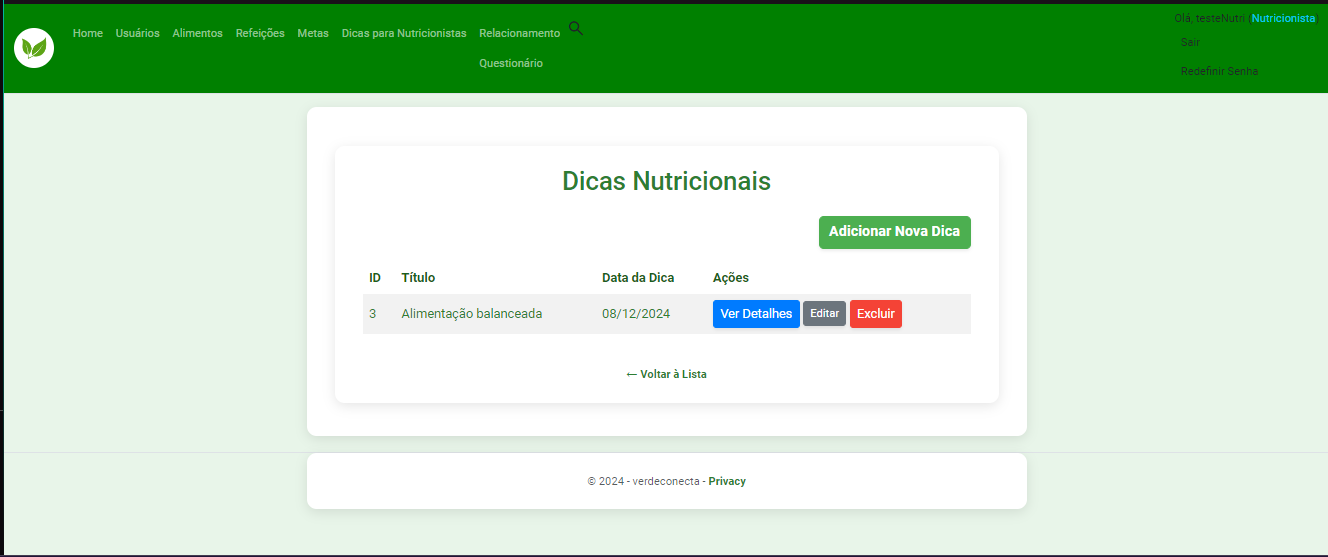 Home Usuários Alimentos Refeições Metas Dicas para Nutricionistas Relacionamento
Questionário
Olá, testeNutri (Nutricionista)
Sair
Redefinir Senha
Dicas Nutricionais
Adicionar Nova Dica
ID Título Data da Dica Ações
3 Alimentação balanceada 08/12/2024 Ver Detalhes Editar Excluir
← Voltar à Lista
© 2024 - verdeconecta - Privacy